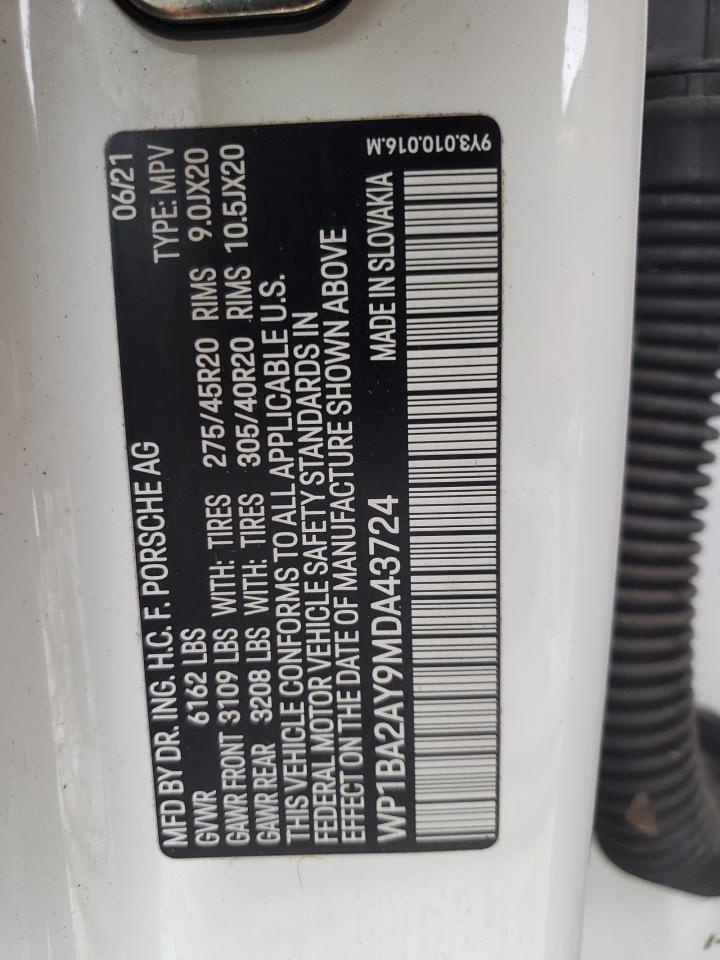 MFD BY DR. ING. H.C. F. PORSCHE AG 06/21
GVWR 6162 LBS TYPE: MPV
GAWR FRONT 3109 LBS WITH: TIRES 275/45R20 RIMS 9.0JX20
GAWR REAR 3208 LBS WITH: TIRES 305/40R20 RIMS 10.5JX20
THIS VEHICLE CONFORMS TO ALL APPLICABLE U.S.
FEDERAL MOTOR VEHICLE SAFETY STANDARDS IN
EFFECT ON THE DATE OF MANUFACTURE SHOWN ABOVE
WP1BA2AY9MDA43724 MADE IN SLOVAKIA
9Y3.010.016.M